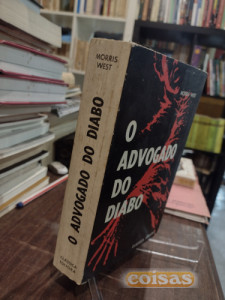 MORRIS
WEST
O ADVOGADO DO DIABO
O
ADVOGADO
DO
DIABO
coisas